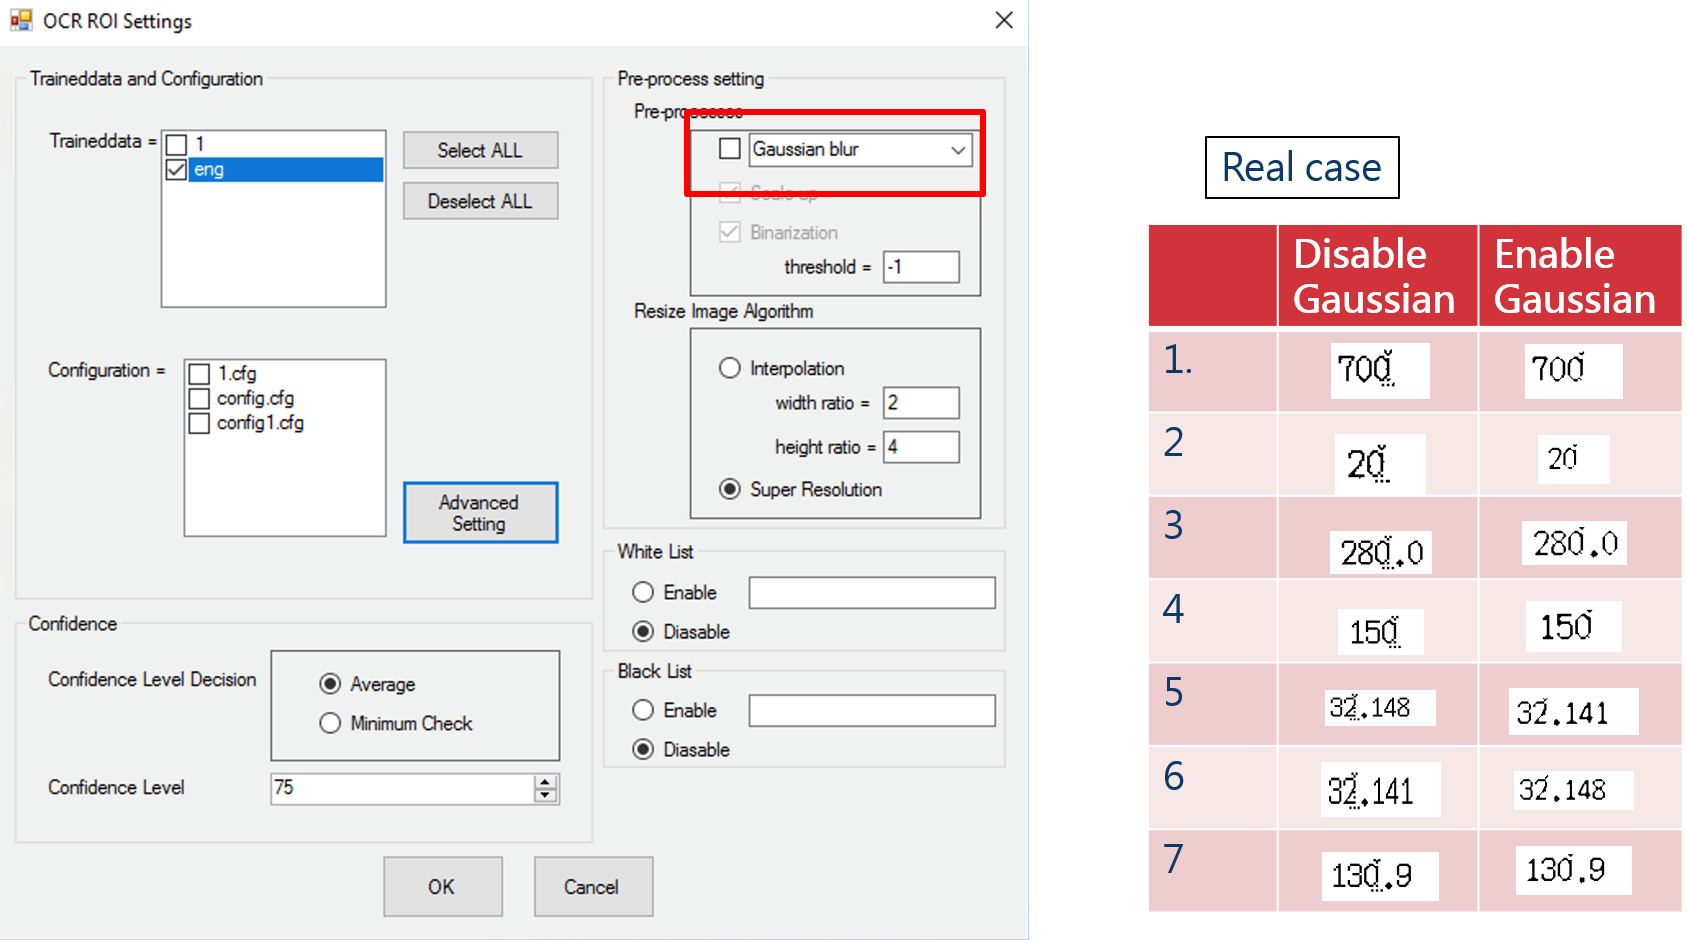 OCR ROI Settings
Traineddata and Configuration
Traineddata =
1
eng
Select ALL
Deselect ALL
Configuration =
1.cfg
config.cfg
config1.cfg
Advanced
Setting
Confidence
Confidence Level Decision
Average
Minimum Check
Confidence Level
75
OK
Cancel
Pre-process setting
Pre-processes
Gaussian blur
Scale up
Binarization
threshold = -1
Resize Image Algorithm
Interpolation
width ratio = 2
height ratio = 4
Super Resolution
White List
Enable
Diasable
Black List
Enable
Diasable
Real case
Disable Gaussian
Enable Gaussian
1. 700 700
2 20 20
3 280.0 280.0
4 150 150
5 32.148 32.141
6 32.141 32.148
7 130.9 130.9